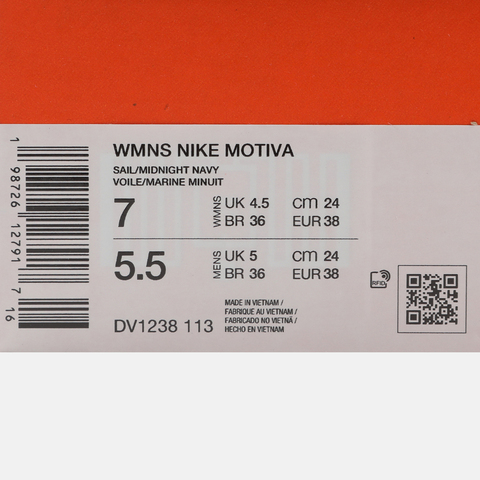 WMNS NIKE MOTIVA
SAIL/MIDNIGHT NAVY
VOILE/MARINE MINUIT
7 WMNS UK 4.5 CM 24
BR 36 EUR 38
5.5 MENS UK 5 CM 24
BR 36 EUR 38
MADE IN VIETNAM /
FABRIQUE AU VIETNAM /
FABRICADO NO VIETNÃ /
HECHO EN VIETNAM
DV1238 113
RFID
1 98726 12791 7 16